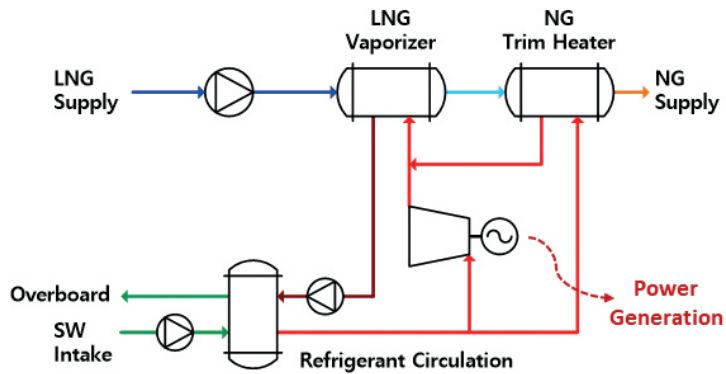 LNG
Vaporizer
NG
Trim Heater
LNG
Supply
NG
Supply
Overboard
SW
Intake
Refrigerant Circulation
Power
Generation